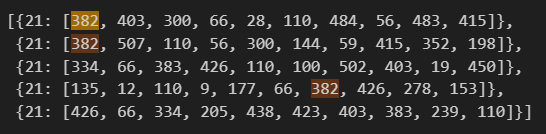 [{21: [382, 403, 300, 66, 28, 110, 484, 56, 483, 415]},
{21: [382, 507, 110, 56, 300, 144, 59, 415, 352, 198]},
{21: [334, 66, 383, 426, 110, 100, 502, 403, 19, 450]},
{21: [135, 12, 110, 9, 177, 66, 382, 426, 278, 153]},
{21: [426, 66, 334, 205, 438, 423, 403, 383, 239, 110]}]